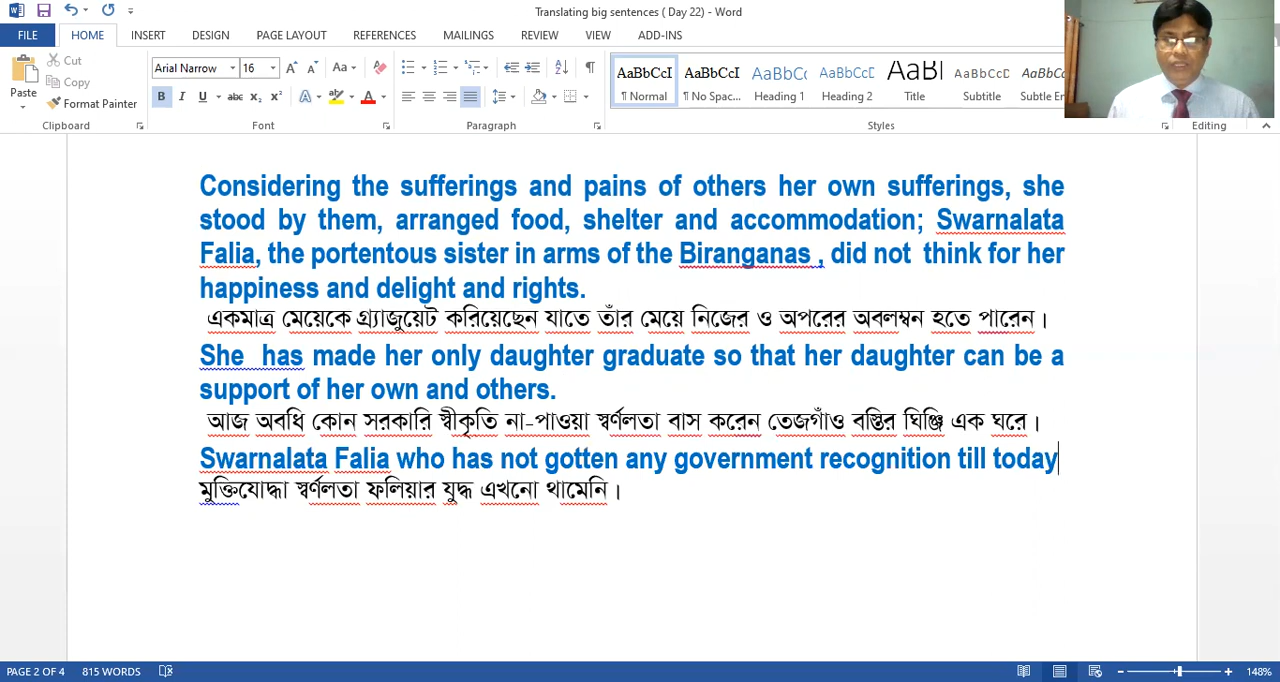 Translating big sentences ( Day 22) - Word
FILE HOME INSERT DESIGN PAGE LAYOUT REFERENCES MAILINGS REVIEW VIEW ADD-INS
Paste
Cut
Copy
Format Painter
Arial Narrow 16
AaBbCcI AaBbCcI AaBbC AaBbCcI AaBl AaBbCcD AaBbCc
¶ Normal ¶ No Spac... Heading 1 Heading 2 Title Subtitle Subtle Em
Clipboard Font Paragraph Styles Editing
Considering the sufferings and pains of others her own sufferings, she
stood by them, arranged food, shelter and accommodation; Swarnalata
Falia, the portentous sister in arms of the Biranganas , did not think for her
happiness and delight and rights.
একমাত্র মেয়েকে গ্র্যাজুয়েট করিয়েছেন যাতে তাঁর মেয়ে নিজের ও অপরের অবলম্বন হতে পারেন।
She has made her only daughter graduate so that her daughter can be a
support of her own and others.
আজ অবধি কোন সরকারি স্বীকৃতি না-পাওয়া স্বর্ণলতা বাস করেন তেজগাঁও বস্তির ঘিঞ্জি এক ঘরে।
Swarnalata Falia who has not gotten any government recognition till today
মুক্তিযোদ্ধা স্বর্ণলতা ফলিয়ার যুদ্ধ এখনো থামেনি।
PAGE 2 OF 4 815 WORDS 148%